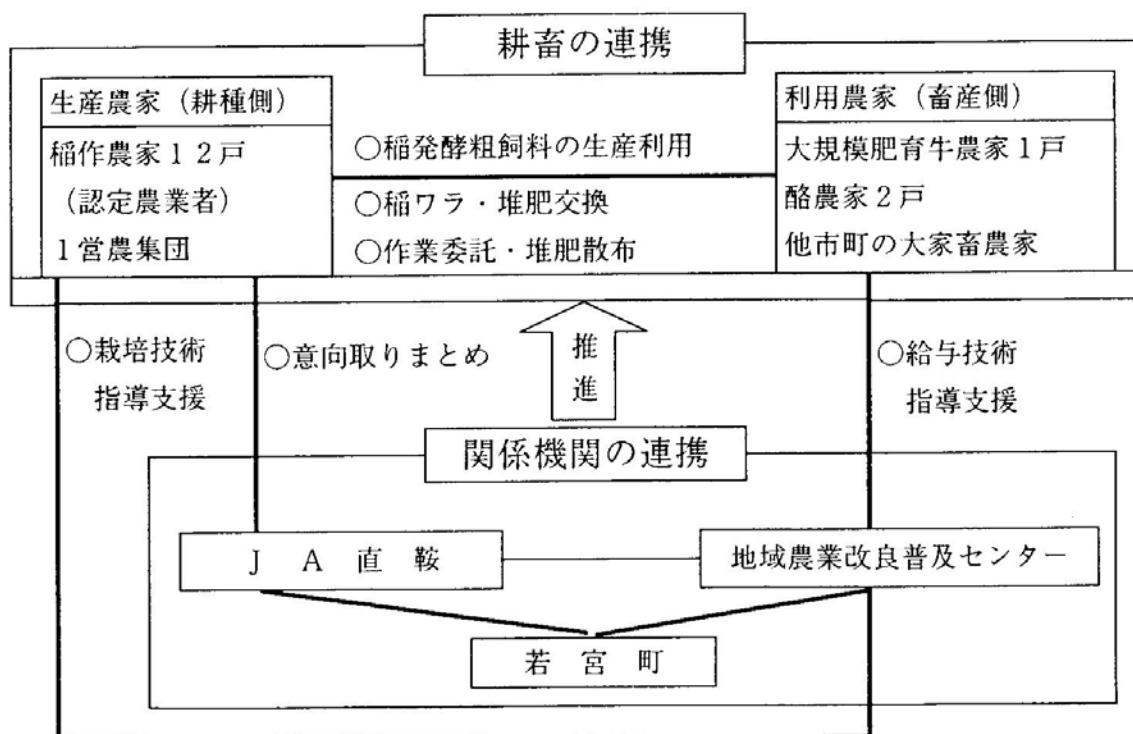 耕畜の連携
生産農家（耕種側）
稲作農家１２戸
（認定農業者）
１営農集団
○稲発酵粗飼料の生産利用
○稲ワラ・堆肥交換
○作業委託・堆肥散布
利用農家（畜産側）
大規模肥育牛農家１戸
酪農家２戸
他市町の大家畜農家
○栽培技術
指導支援
○意向取りまとめ
推
進
○給与技術
指導支援
関係機関の連携
Ｊ Ａ 直 鞍
地域農業改良普及センター
若 宮 町